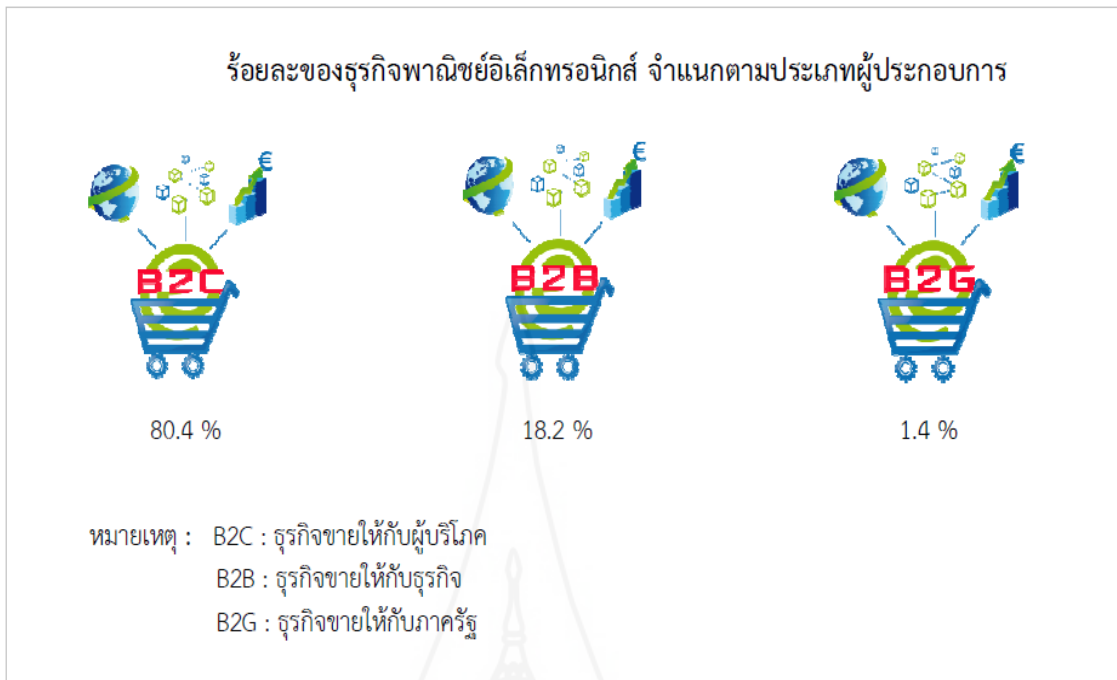 ร้อยละของธุรกิจพาณิชย์อิเล็กทรอนิกส์ จำแนกตามประเภทผู้ประกอบการ
€ € €
B2C B2B B2G
80.4 % 18.2 % 1.4 %
หมายเหตุ : B2C : ธุรกิจขายให้กับผู้บริโภค
B2B : ธุรกิจขายให้กับธุรกิจ
B2G : ธุรกิจขายให้กับภาครัฐ